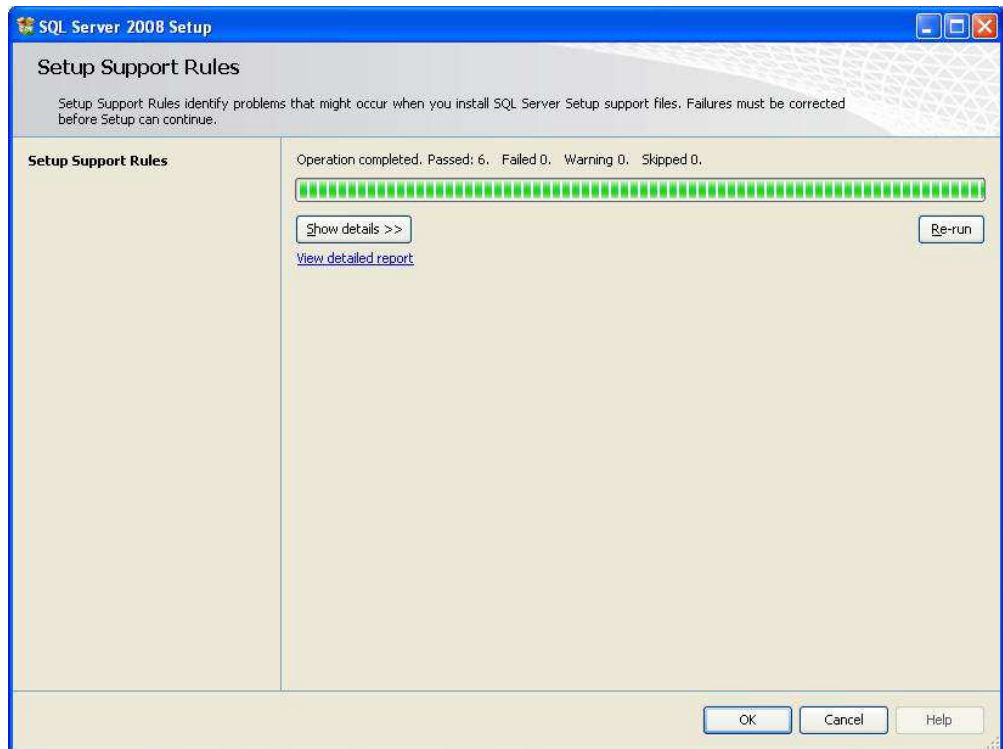 SQL Server 2008 Setup
Setup Support Rules
Setup Support Rules identify problems that might occur when you install SQL Server Setup support files. Failures must be corrected
before Setup can continue.
Setup Support Rules
Operation completed. Passed: 6. Failed 0. Warning 0. Skipped 0.
Show details >>
Re-run
View detailed report
OK
Cancel
Help